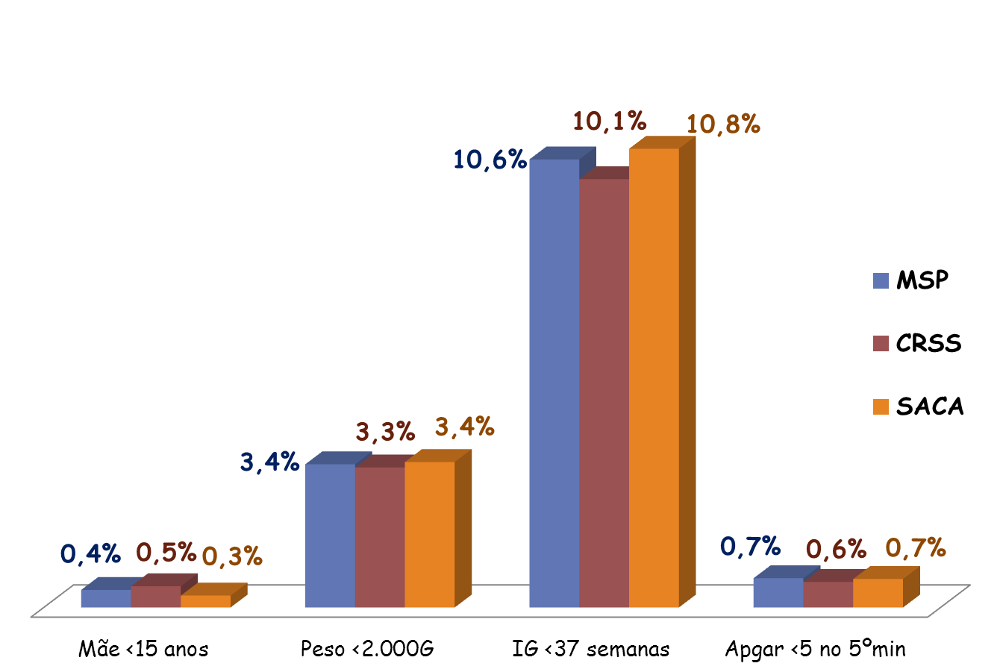 10,1%
10,8%
10,6%
MSP
CRSS
SACA
3,3%
3,4%
3,4%
0,4%
0,5%
0,3%
0,7%
0,6%
0,7%
Mãe <15 anos
Peso <2.000G
IG <37 semanas
Apgar <5 no 5ºmin